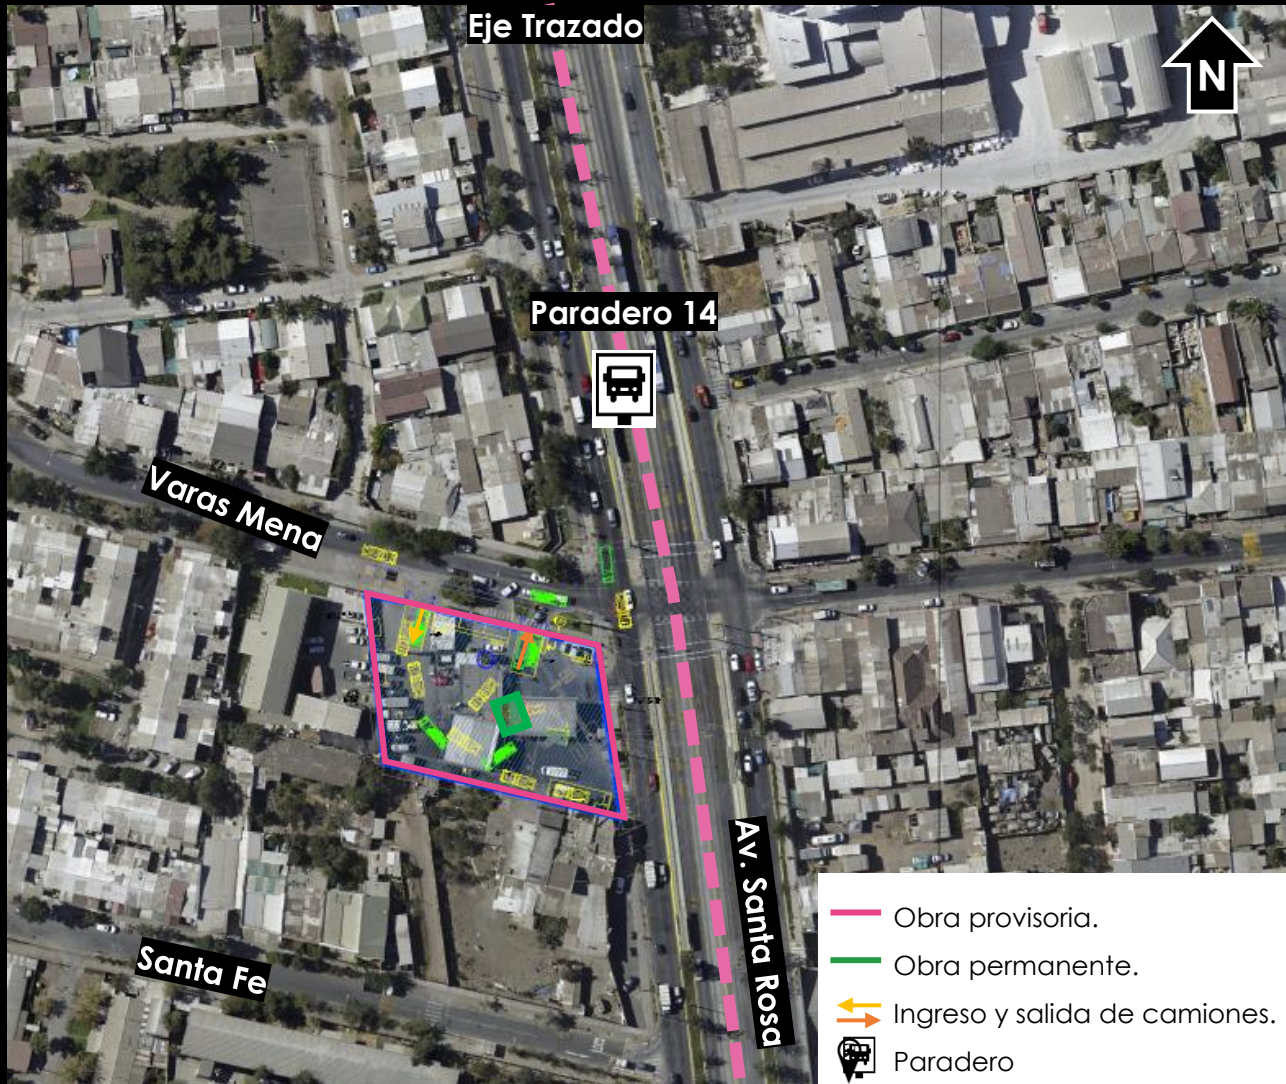 Eje Trazado
N
Paradero 14
Varas Mena
Av. Santa Rosa
Santa Fe
Obra provisoria.
Obra permanente.
Ingreso y salida de camiones.
Paradero